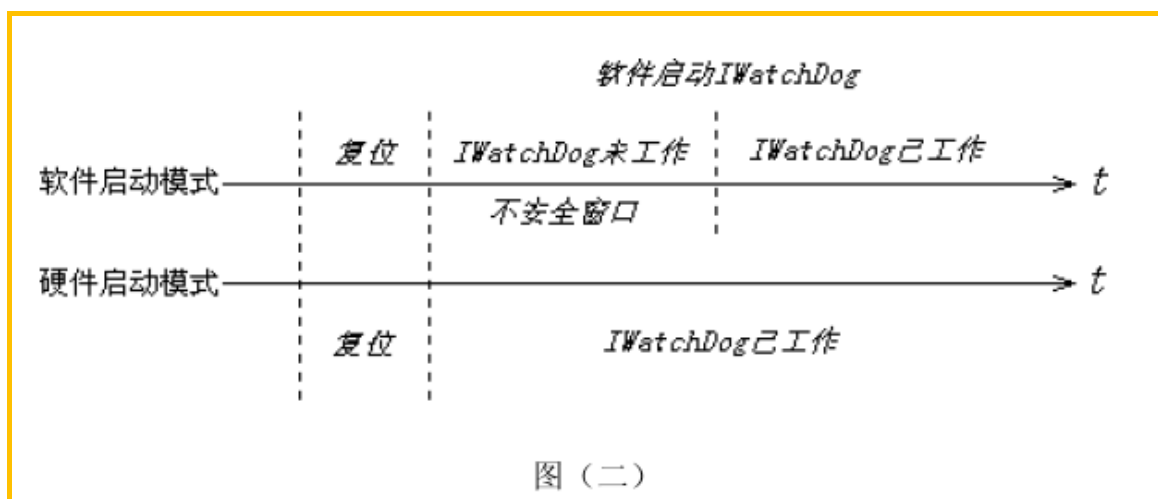 软件启动IWatchDog
复位 IWatchDog未工作 IWatchDog己工作
软件启动模式 t
不安全窗口
硬件启动模式 t
复位 IWatchDog己工作
图（二）